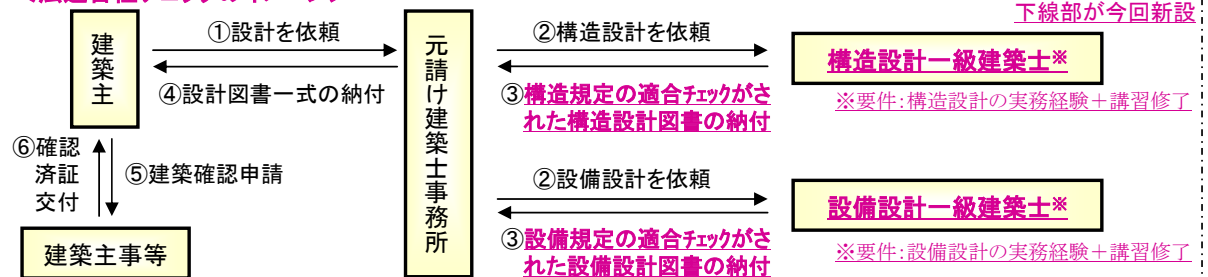 下線部が今回新設
建築主
①設計を依頼
④設計図書一式の納付
元請け建築士事務所
②構造設計を依頼
③構造規定の適合チェックがさ
れた構造設計図書の納付
構造設計一級建築士※
※要件:構造設計の実務経験+講習修了
⑥確認
済証
交付
⑤建築確認申請
建築主事等
②設備設計を依頼
③設備規定の適合チェックがさ
れた設備設計図書の納付
設備設計一級建築士※
※要件:設備設計の実務経験+講習修了